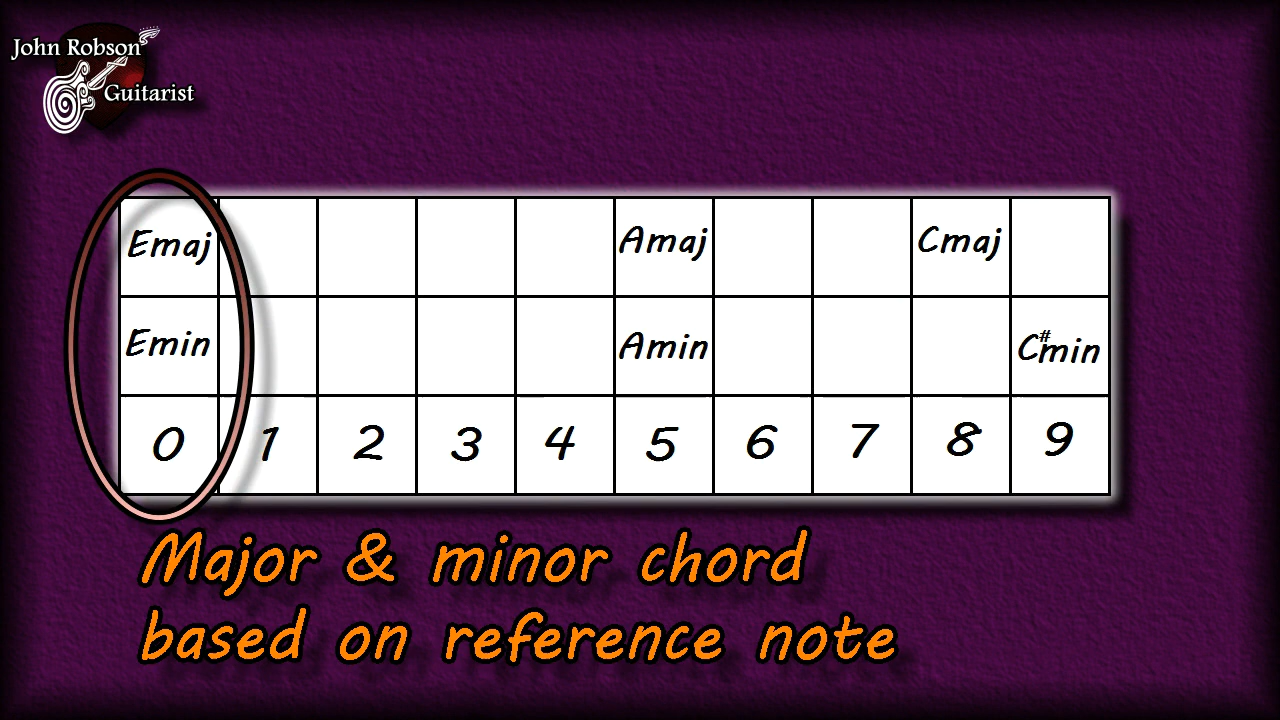 John Robson
Guitarist
Emaj Amaj Cmaj
Emin Amin C#min
0 1 2 3 4 5 6 7 8 9
Major & minor chord
based on reference note